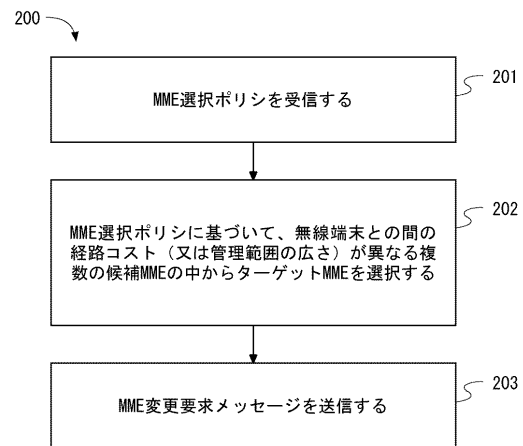 200
MME選択ポリシを受信する
201
MME選択ポリシに基づいて、無線端末との間の
経路コスト（又は管理範囲の広さ）が異なる複
数の候補MMEの中からターゲットMMEを選択する
202
MME変更要求メッセージを送信する
203